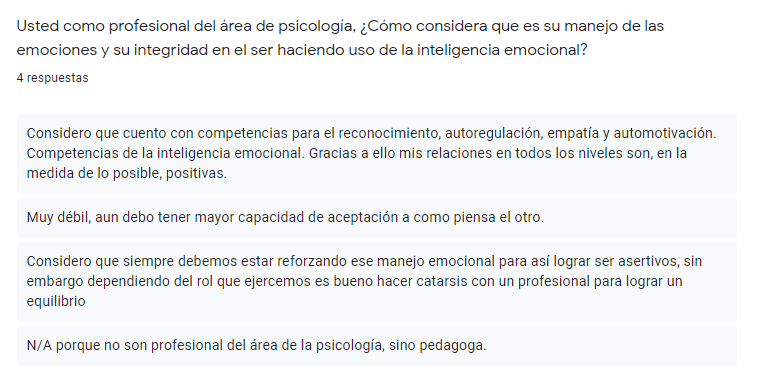 Usted como profesional del área de psicología, ¿Cómo considera que es su manejo de las
emociones y su integridad en el ser haciendo uso de la inteligencia emocional?
4 respuestas
Considero que cuento con competencias para el reconocimiento, autoregulación, empatía y automotivación.
Competencias de la inteligencia emocional. Gracias a ello mis relaciones en todos los niveles son, en la
medida de lo posible, positivas.
Muy débil, aun debo tener mayor capacidad de aceptación a como piensa el otro.
Considero que siempre debemos estar reforzando ese manejo emocional para así lograr ser asertivos, sin
embargo dependiendo del rol que ejercemos es bueno hacer catarsis con un profesional para lograr un
equilibrio
N/A porque no son profesional del área de la psicología, sino pedagoga.